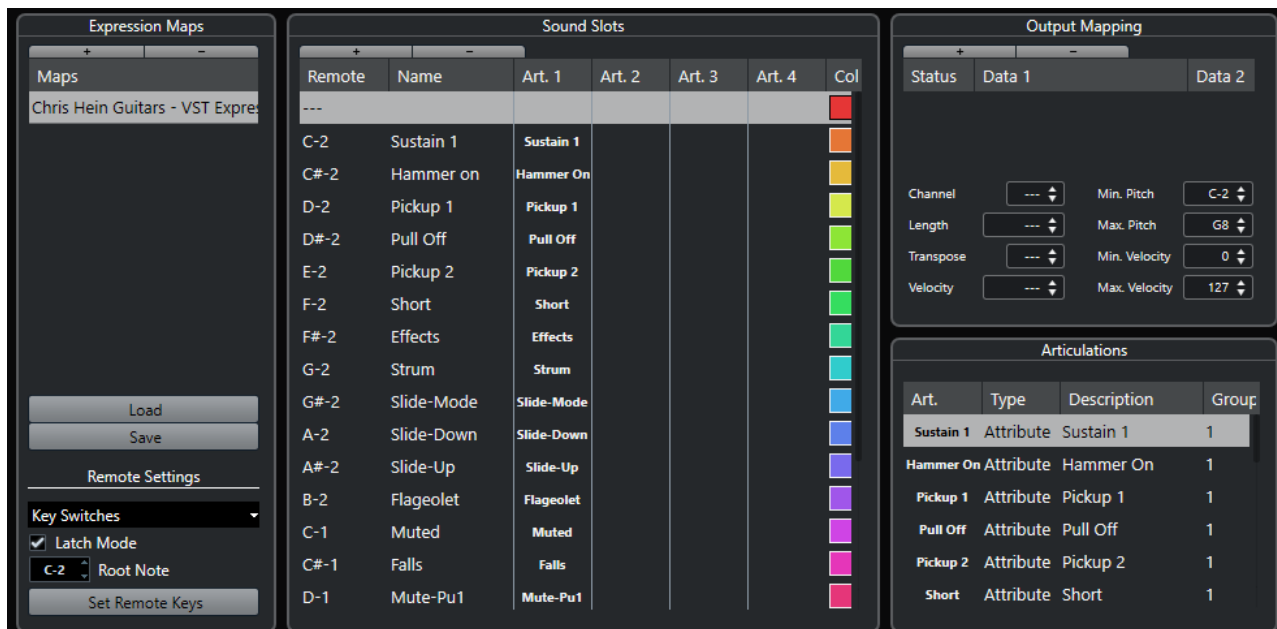 Expression Maps
+ -
Maps
Chris Hein Guitars - VST Expre
Load
Save
Remote Settings
Key Switches
Latch Mode
C-2 Root Note
Set Remote Keys
Sound Slots
+ -
Remote Name Art. 1 Art. 2 Art. 3 Art. 4 Col
---
C-2 Sustain 1 Sustain 1
C#-2 Hammer on Hammer On
D-2 Pickup 1 Pickup 1
D#-2 Pull Off Pull Off
E-2 Pickup 2 Pickup 2
F-2 Short Short
F#-2 Effects Effects
G-2 Strum Strum
G#-2 Slide-Mode Slide-Mode
A-2 Slide-Down Slide-Down
A#-2 Slide-Up Slide-Up
B-2 Flageolet Flageolet
C-1 Muted Muted
C#-1 Falls Falls
D-1 Mute-Pu1 Mute-Pu1
Output Mapping
+ -
Status Data 1 Data 2
Channel --- Min. Pitch C-2
Length --- Max. Pitch G8
Transpose --- Min. Velocity 0
Velocity --- Max. Velocity 127
Articulations
Art. Type Description Group
Sustain 1 Attribute Sustain 1 1
Hammer On Attribute Hammer On 1
Pickup 1 Attribute Pickup 1 1
Pull Off Attribute Pull Off 1
Pickup 2 Attribute Pickup 2 1
Short Attribute Short 1